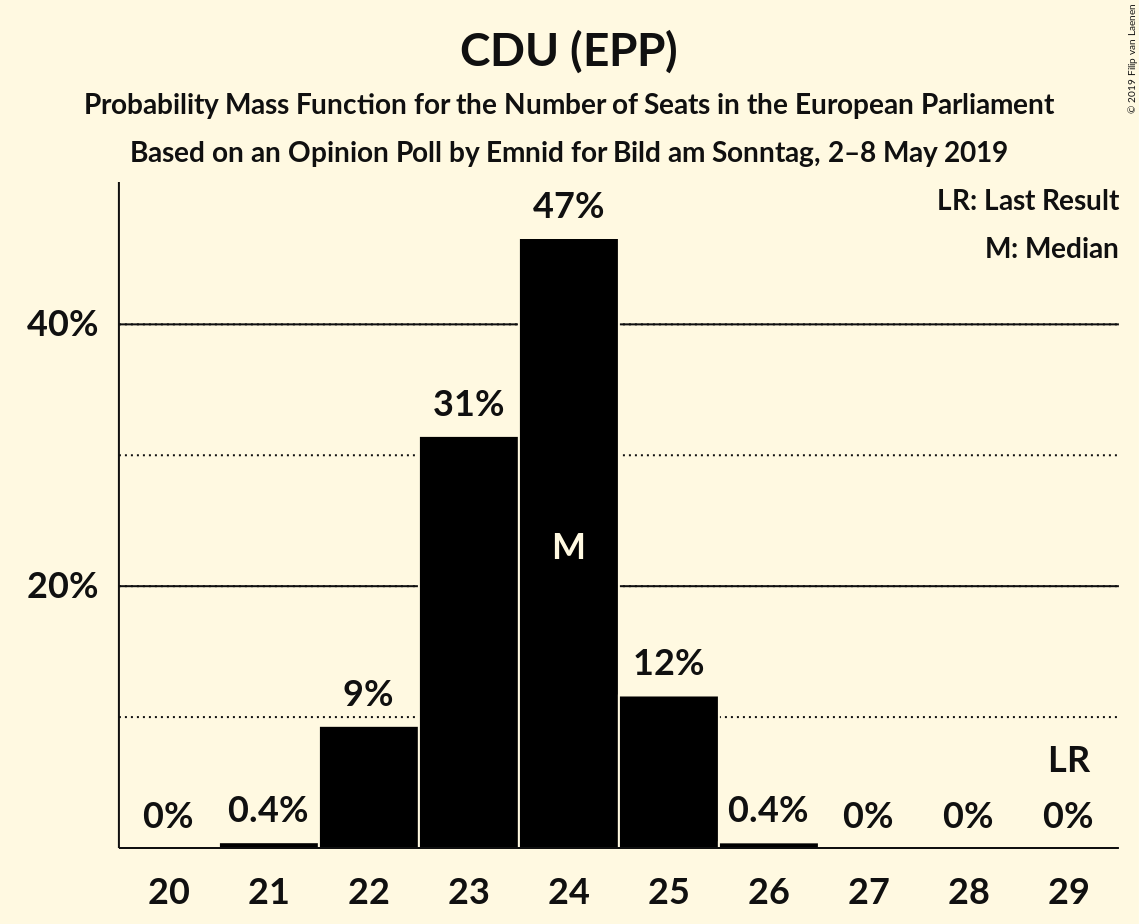 CDU (EPP)
Probability Mass Function for the Number of Seats in the European Parliament
Based on an Opinion Poll by Emnid for Bild am Sonntag, 2–8 May 2019
© 2019 Filip van Laenen
LR: Last Result
M: Median
47%
40%
31%
M
20%
12%
9%
LR
0% 0.4% 0.4% 0% 0% 0%
20 21 22 23 24 25 26 27 28 29